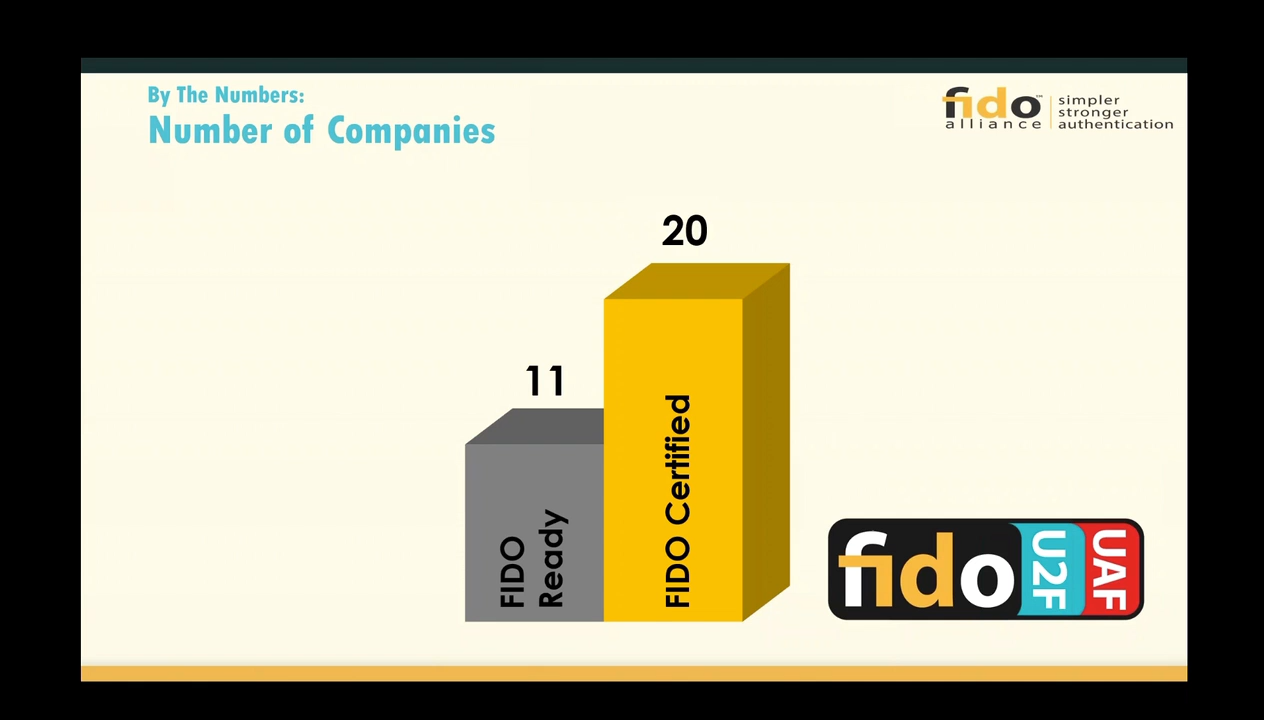 By The Numbers:
Number of Companies
fido™
alliance
simpler
stronger
authentication
20
11
FIDO
Ready
FIDO Certified
fido
U2F
UAF